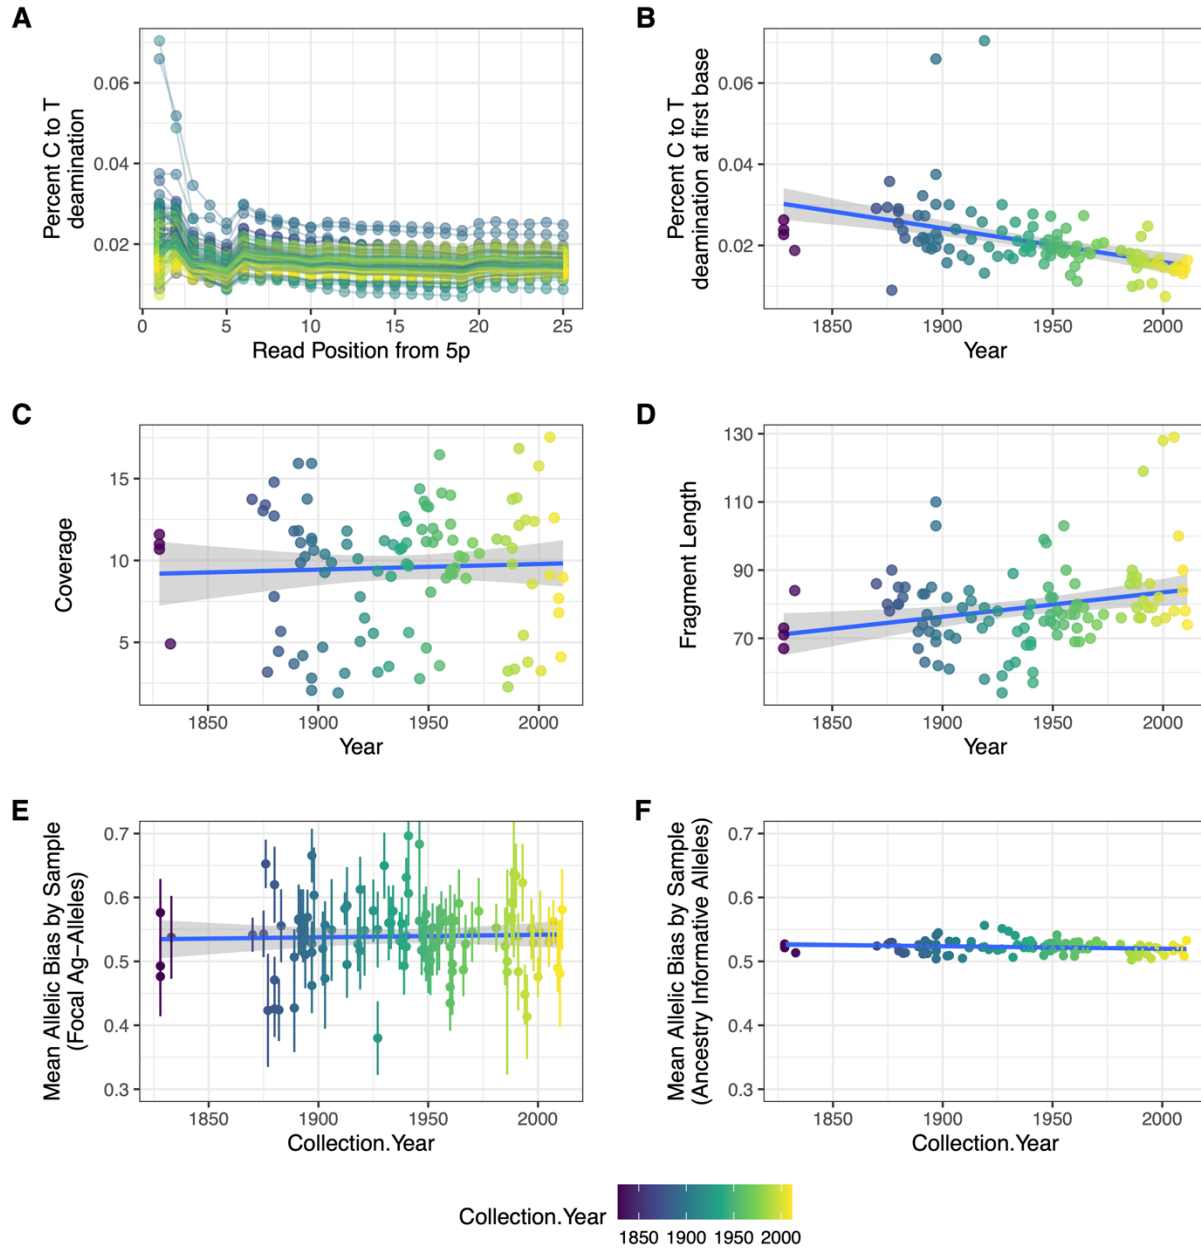 A
Percent C to T
deamination
0.06
0.04
0.02
0
5
10
15
20
25
Read Position from 5p
B
Percent C to T
deamination at first base
0.06
0.04
0.02
1850
1900
1950
2000
Year
C
Coverage
15
10
5
1850
1900
1950
2000
Year
D
Fragment Length
130
110
90
70
1850
1900
1950
2000
Year
E
Mean Allelic Bias by Sample
(Focal Ag−Alleles)
0.7
0.6
0.5
0.4
0.3
1850
1900
1950
2000
Collection.Year
F
Mean Allelic Bias by Sample
(Ancestry Informative Alleles)
0.7
0.6
0.5
0.4
0.3
1850
1900
1950
2000
Collection.Year
Collection.Year
1850 1900 1950 2000